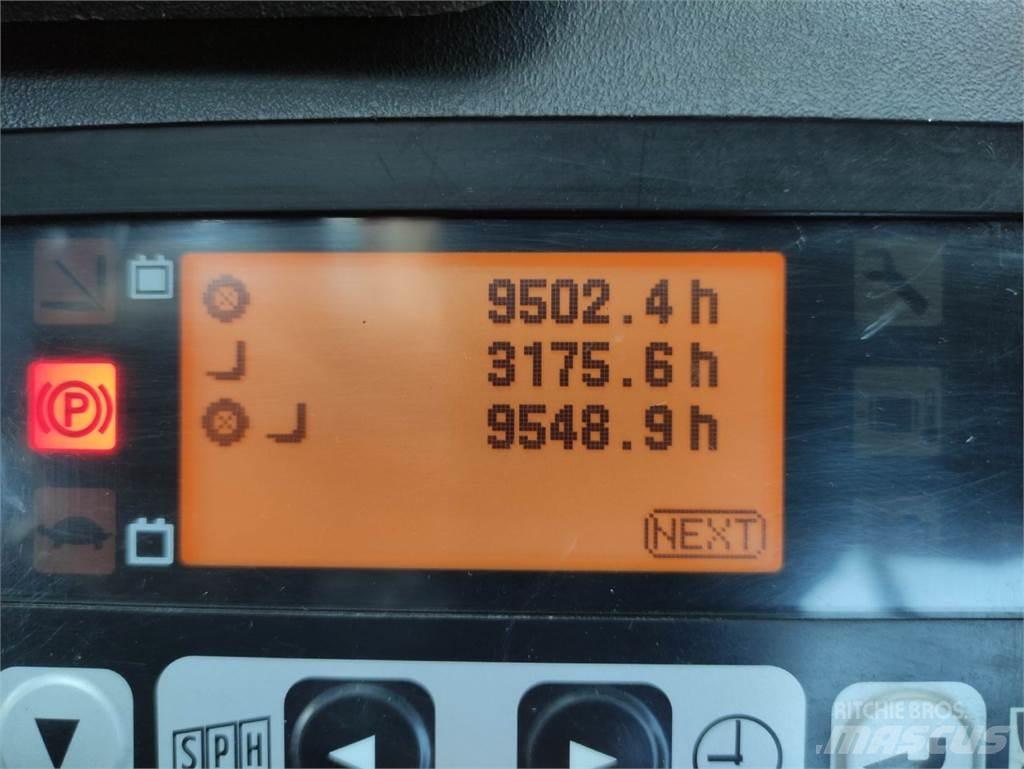 9502.4 h
3175.6 h
9548.9 h
P
NEXT
SPH
RITCHIE BROS.
MASCUS